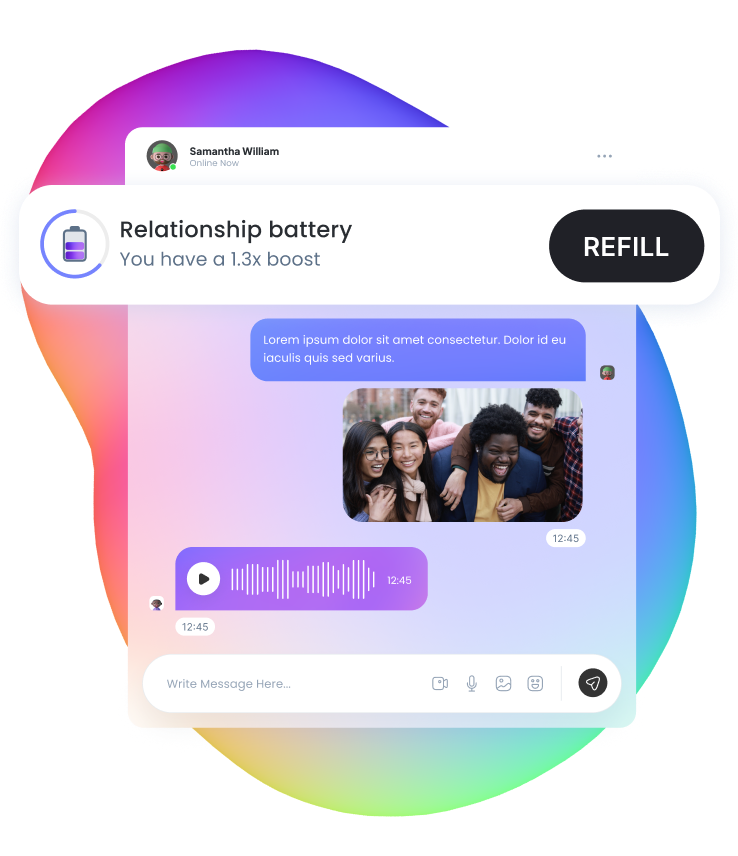 Samantha William
Online Now
Relationship battery
You have a 1.3x boost
REFILL
Lorem ipsum dolor sit amet consectetur. Dolor id eu
iaculis quis sed varius.
12:45
12:45
12:45
Write Message Here...